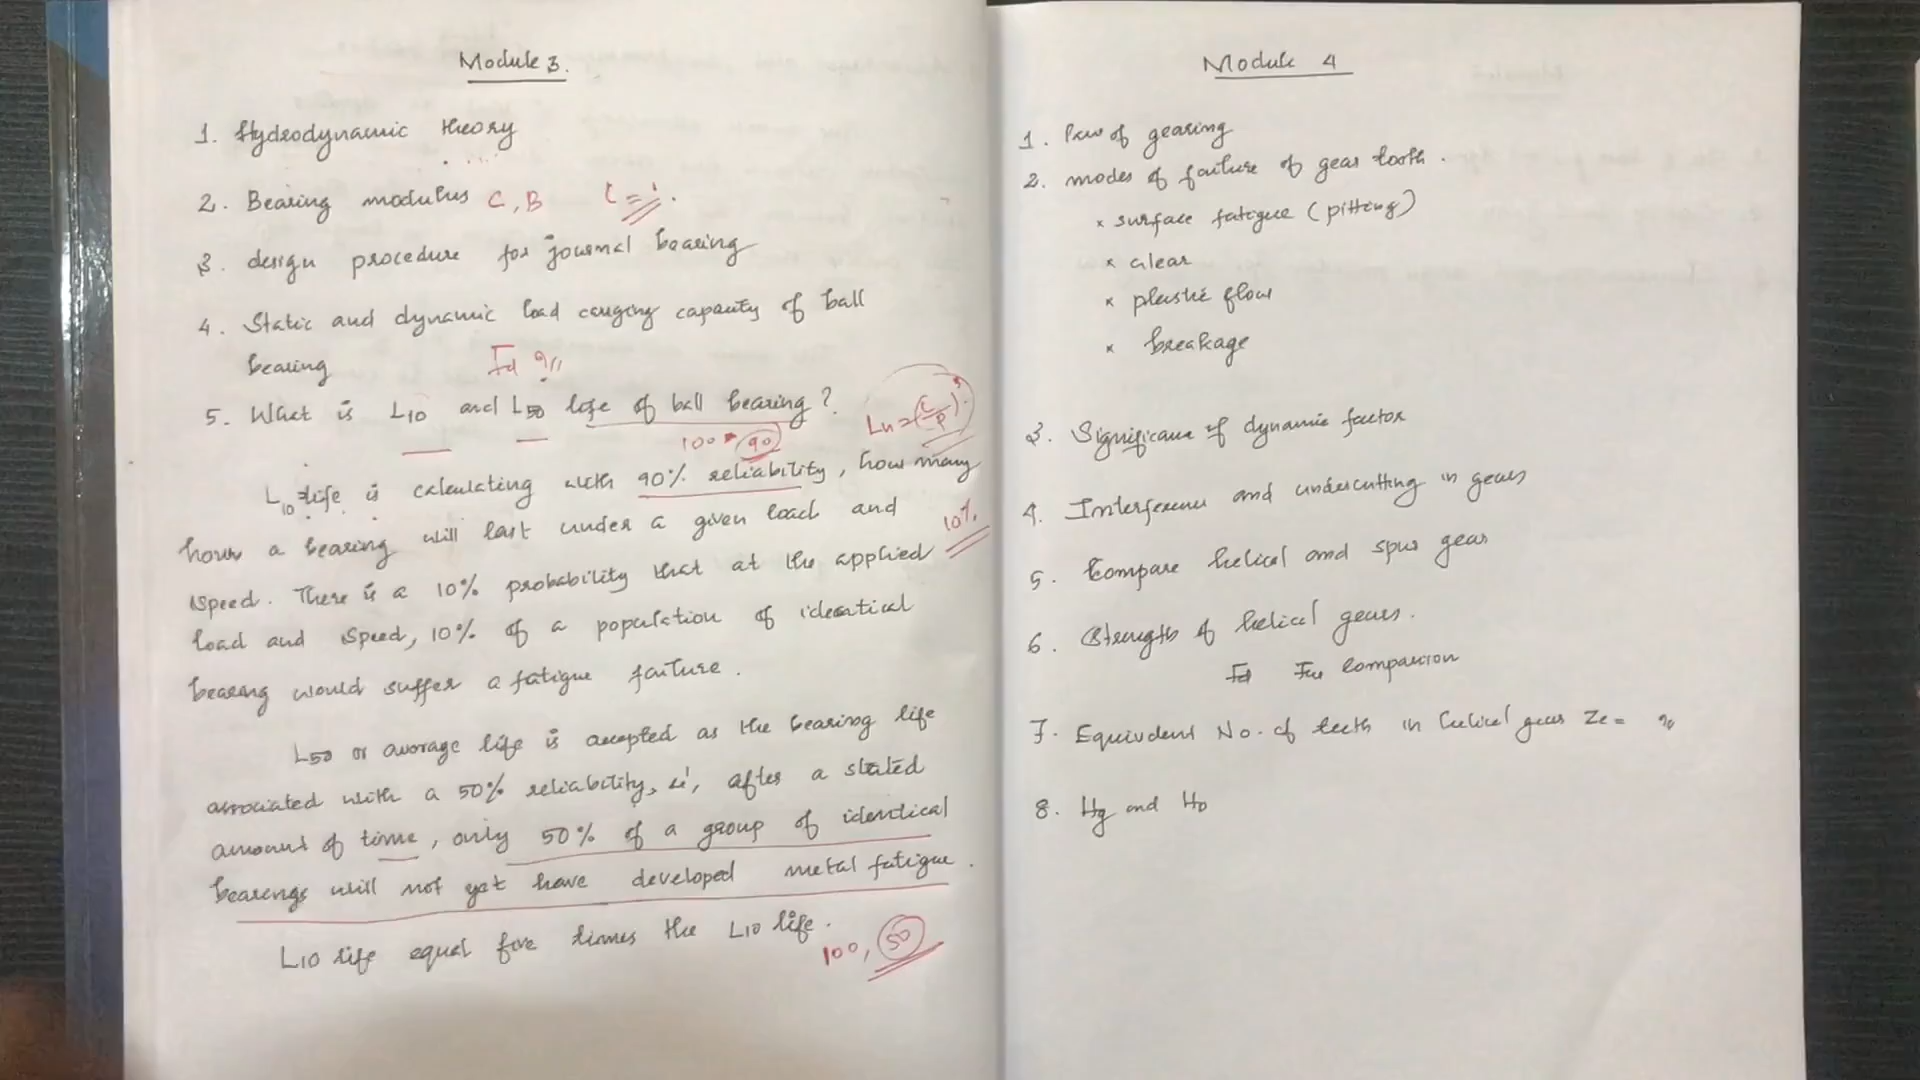 Module 3.
1. Hydrodynamic theory
2. Bearing modulus C, B C =
3. design procedure for journal bearing
4. Static and dynamic load carrying capacity of ball
bearing
5. What is L10 and L50 life of ball bearing?
Ln = (C/P)
100 90
L10 life is calculating with 90% reliability, how many
hours a bearing will last under a given load and
10%
speed. There is a 10% probability that at the applied
load and speed, 10% of a population of identical
bearing would suffer a fatigue failure.
L50 or average life is accepted as the bearing life
associated with a 50% reliability, ie, after a stated
amount of time, only 50% of a group of identical
bearings will not yet have developed metal fatigue.
L10 life equal five times the L10 life.
100, 50
Module 4
1. Law of gearing
2. modes of failure of gear tooth.
× surface fatigue (pitting)
×
× plastic flow
× breakage
3. Significance of dynamic factor
4. Interference and undercutting in gears
5. Compare helical and spur gear
6. Strength of helical gears.
Fd comparison
7. Equivalent No. of teeth in helical gear Ze =
8. Hg and HD